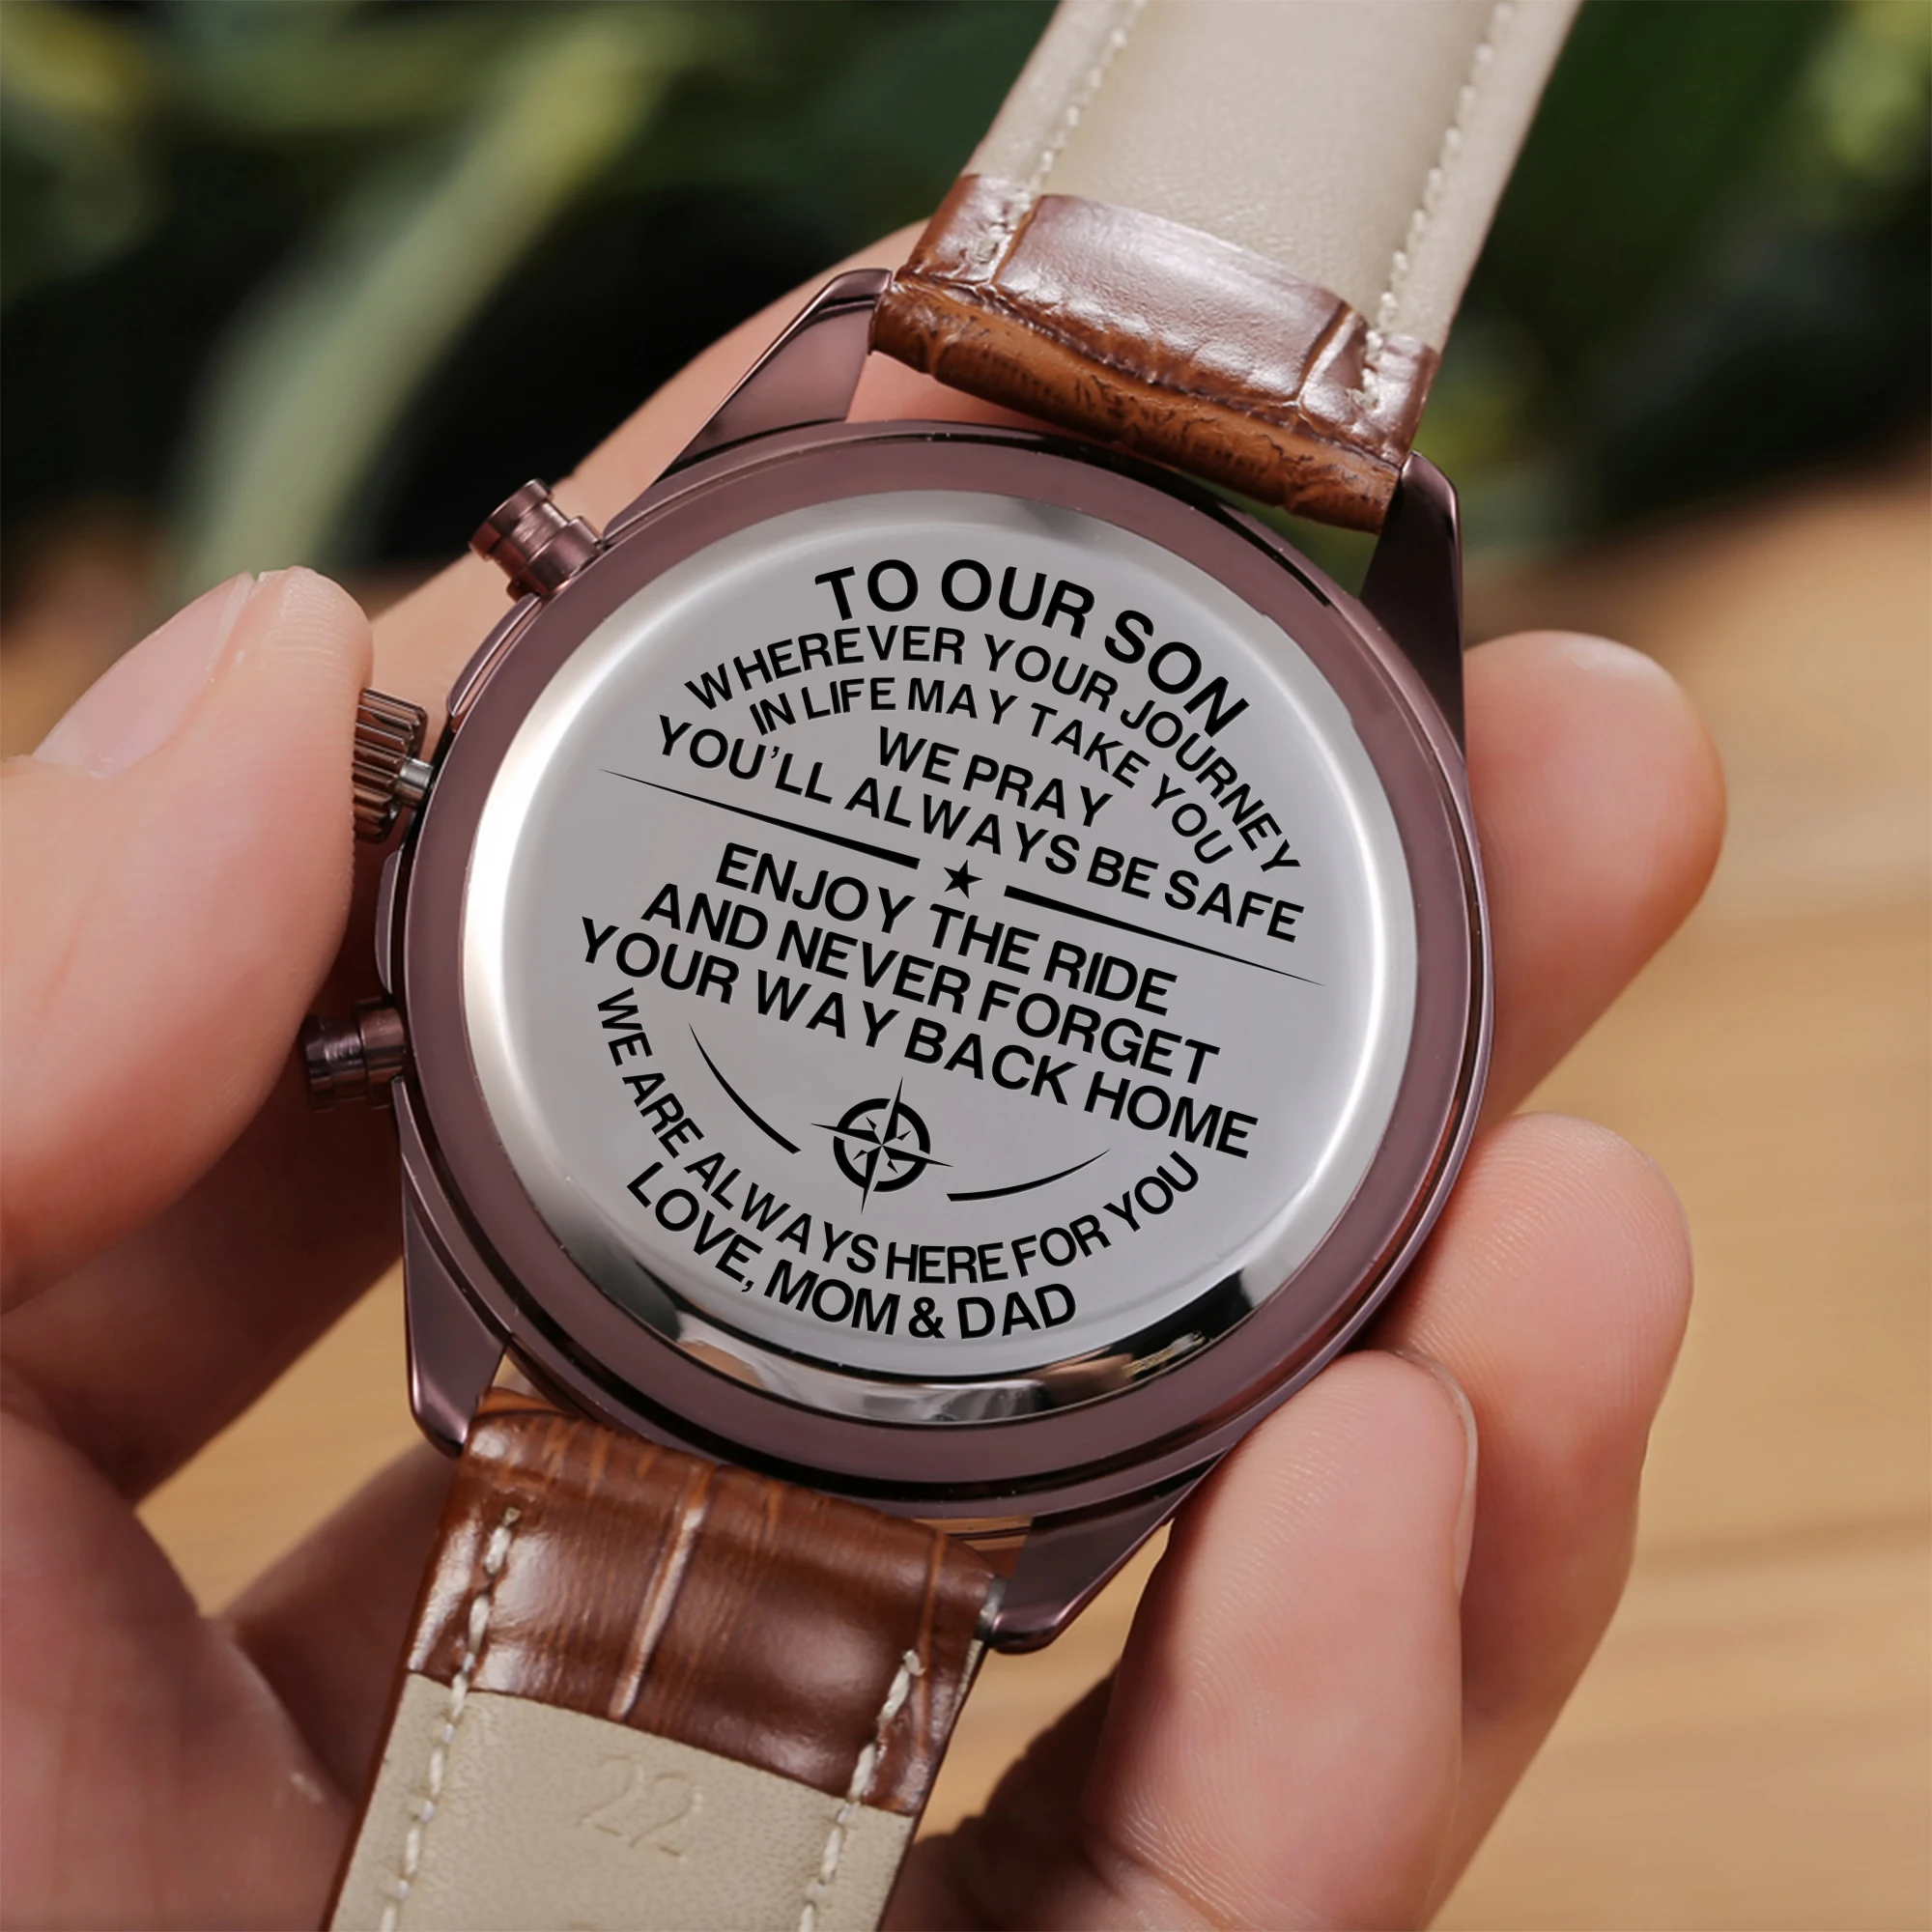 TO OUR SON
WHEREVER YOUR JOURNEY
IN LIFE MAY TAKE YOU
WE PRAY
YOU'LL ALWAYS BE SAFE
ENJOY THE RIDE
AND NEVER FORGET
YOUR WAY BACK HOME
WE ARE ALWAYS HERE FOR YOU
LOVE, MOM & DAD
22